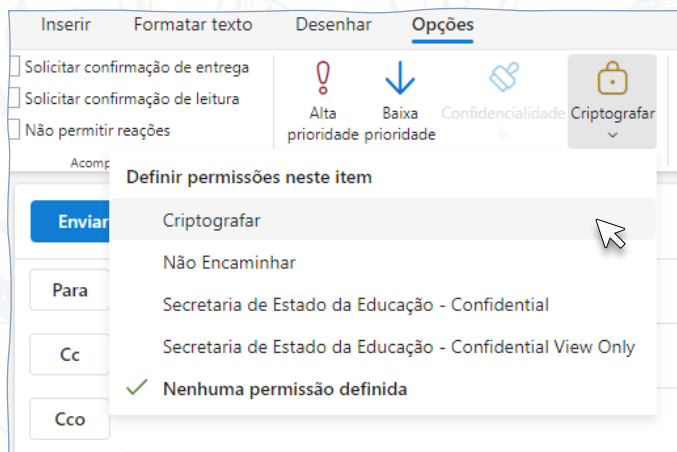 Inserir Formatar texto Desenhar Opções
Solicitar confirmação de entrega
Solicitar confirmação de leitura
Não permitir reações
Alta prioridade
Baixa prioridade
Confidencialidade
Criptografar
Acomp
Definir permissões neste item
Criptografar
Não Encaminhar
Secretaria de Estado da Educação - Confidential
Secretaria de Estado da Educação - Confidential View Only
Nenhuma permissão definida
Enviar
Para
Cc
Cco